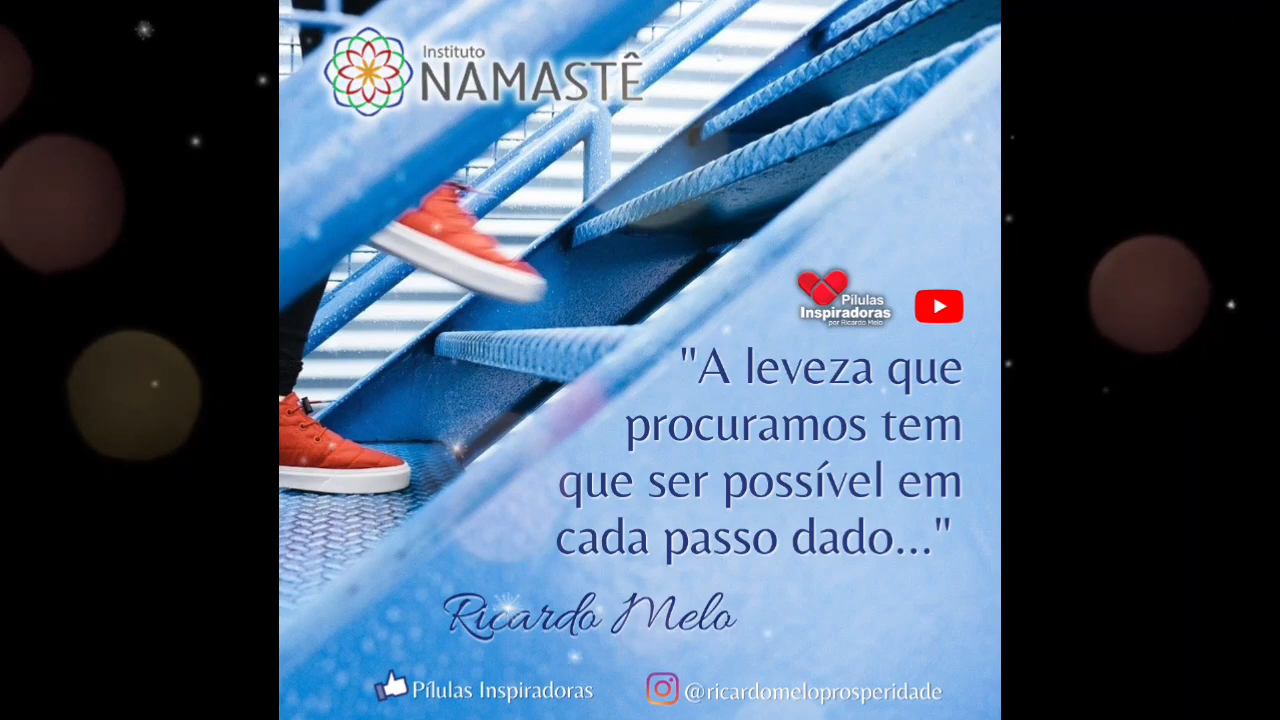 Instituto
NAMASTÊ
Pílulas
Inspiradoras
por Ricardo Melo
"A leveza que
procuramos tem
que ser possível em
cada passo dado..."
Ricardo Melo
Pílulas Inspiradoras
@ricardomeloprosperidade